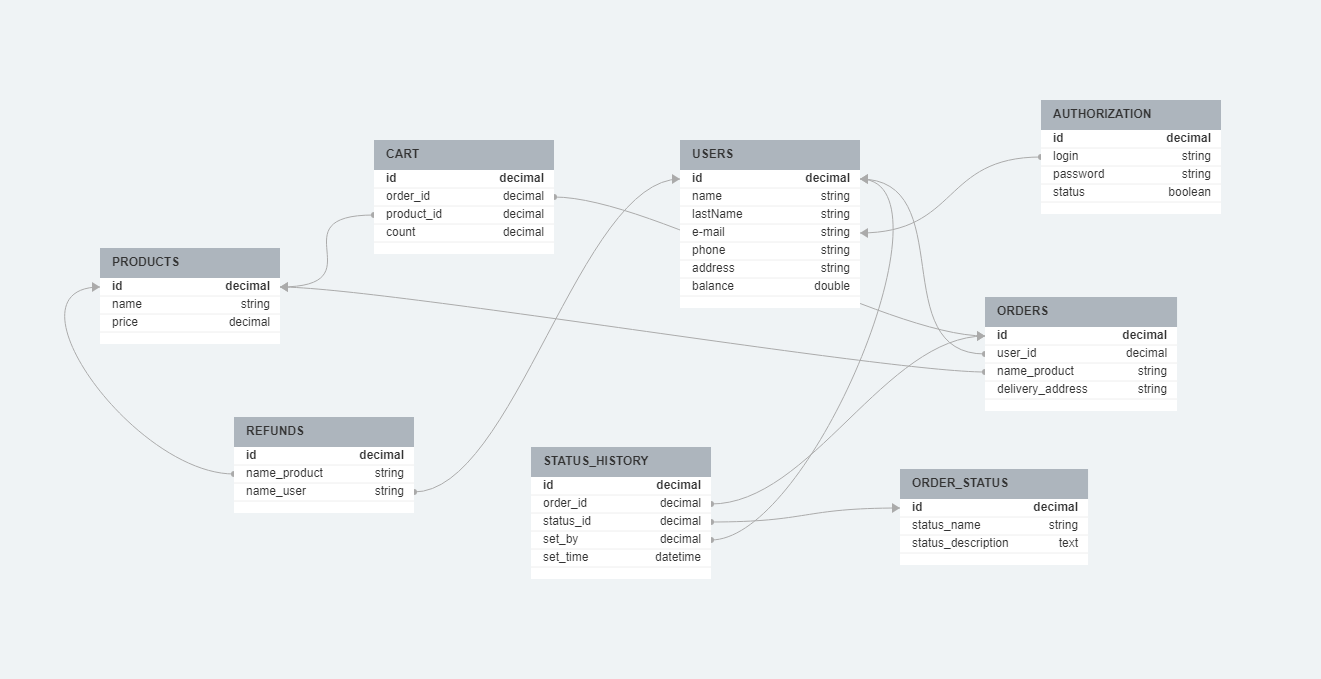 AUTHORIZATION
id decimal
login string
password string
status boolean
CART
id decimal
order_id decimal
product_id decimal
count decimal
USERS
id decimal
name string
lastName string
e-mail string
phone string
address string
balance double
PRODUCTS
id decimal
name string
price decimal
ORDERS
id decimal
user_id decimal
name_product string
delivery_address string
REFUNDS
id decimal
name_product string
name_user string
STATUS_HISTORY
id decimal
order_id decimal
status_id decimal
set_by decimal
set_time datetime
ORDER_STATUS
id decimal
status_name string
status_description text